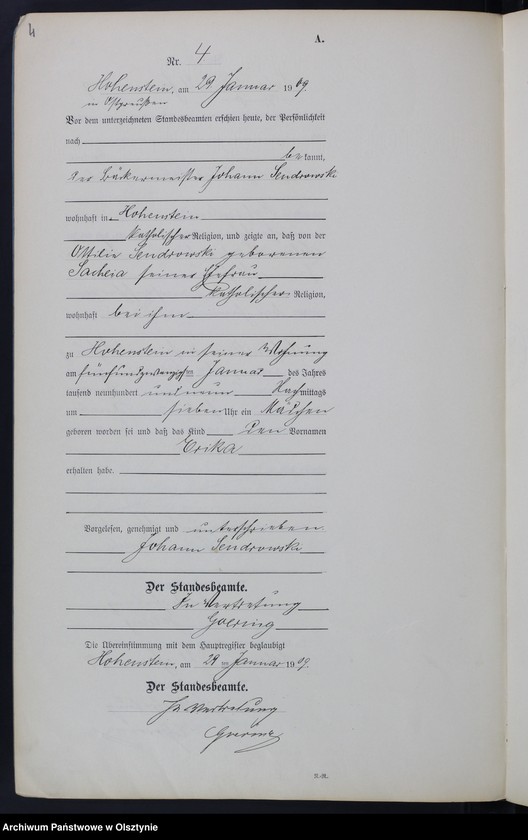 4
A.
Nr. 4
Hohenstein, am 29 Januar 1909.
in Ostpreußen
Vor dem unterzeichneten Standesbeamten erschien heute, der Persönlichkeit
nach
bekannt,
der Bäckermeister Johann Sendrowski
wohnhaft in Hohenstein
katholischer Religion, und zeigte an, daß von der
Ottilie Sendrowski geborenen
Sacheia seiner Ehefrau
katholischer Religion,
wohnhaft bei ihm
zu Hohenstein in seiner Wohnung
am fünfundzwanzigsten Januar des Jahres
tausend neunhundert und neun Nachmittags
um sieben Uhr ein Mädchen
geboren worden sei und daß das Kind den Vornamen
Erika
erhalten habe.
Vorgelesen, genehmigt und unterschrieben
Johann Sendrowski
Der Standesbeamte.
In Vertretung
Goering
Die Übereinstimmung mit dem Hauptregister beglaubigt
Hohenstein, am 29 ten Januar 1909.
Der Standesbeamte.
In Vertretung
Goering
Archiwum Państwowe w Olsztynie